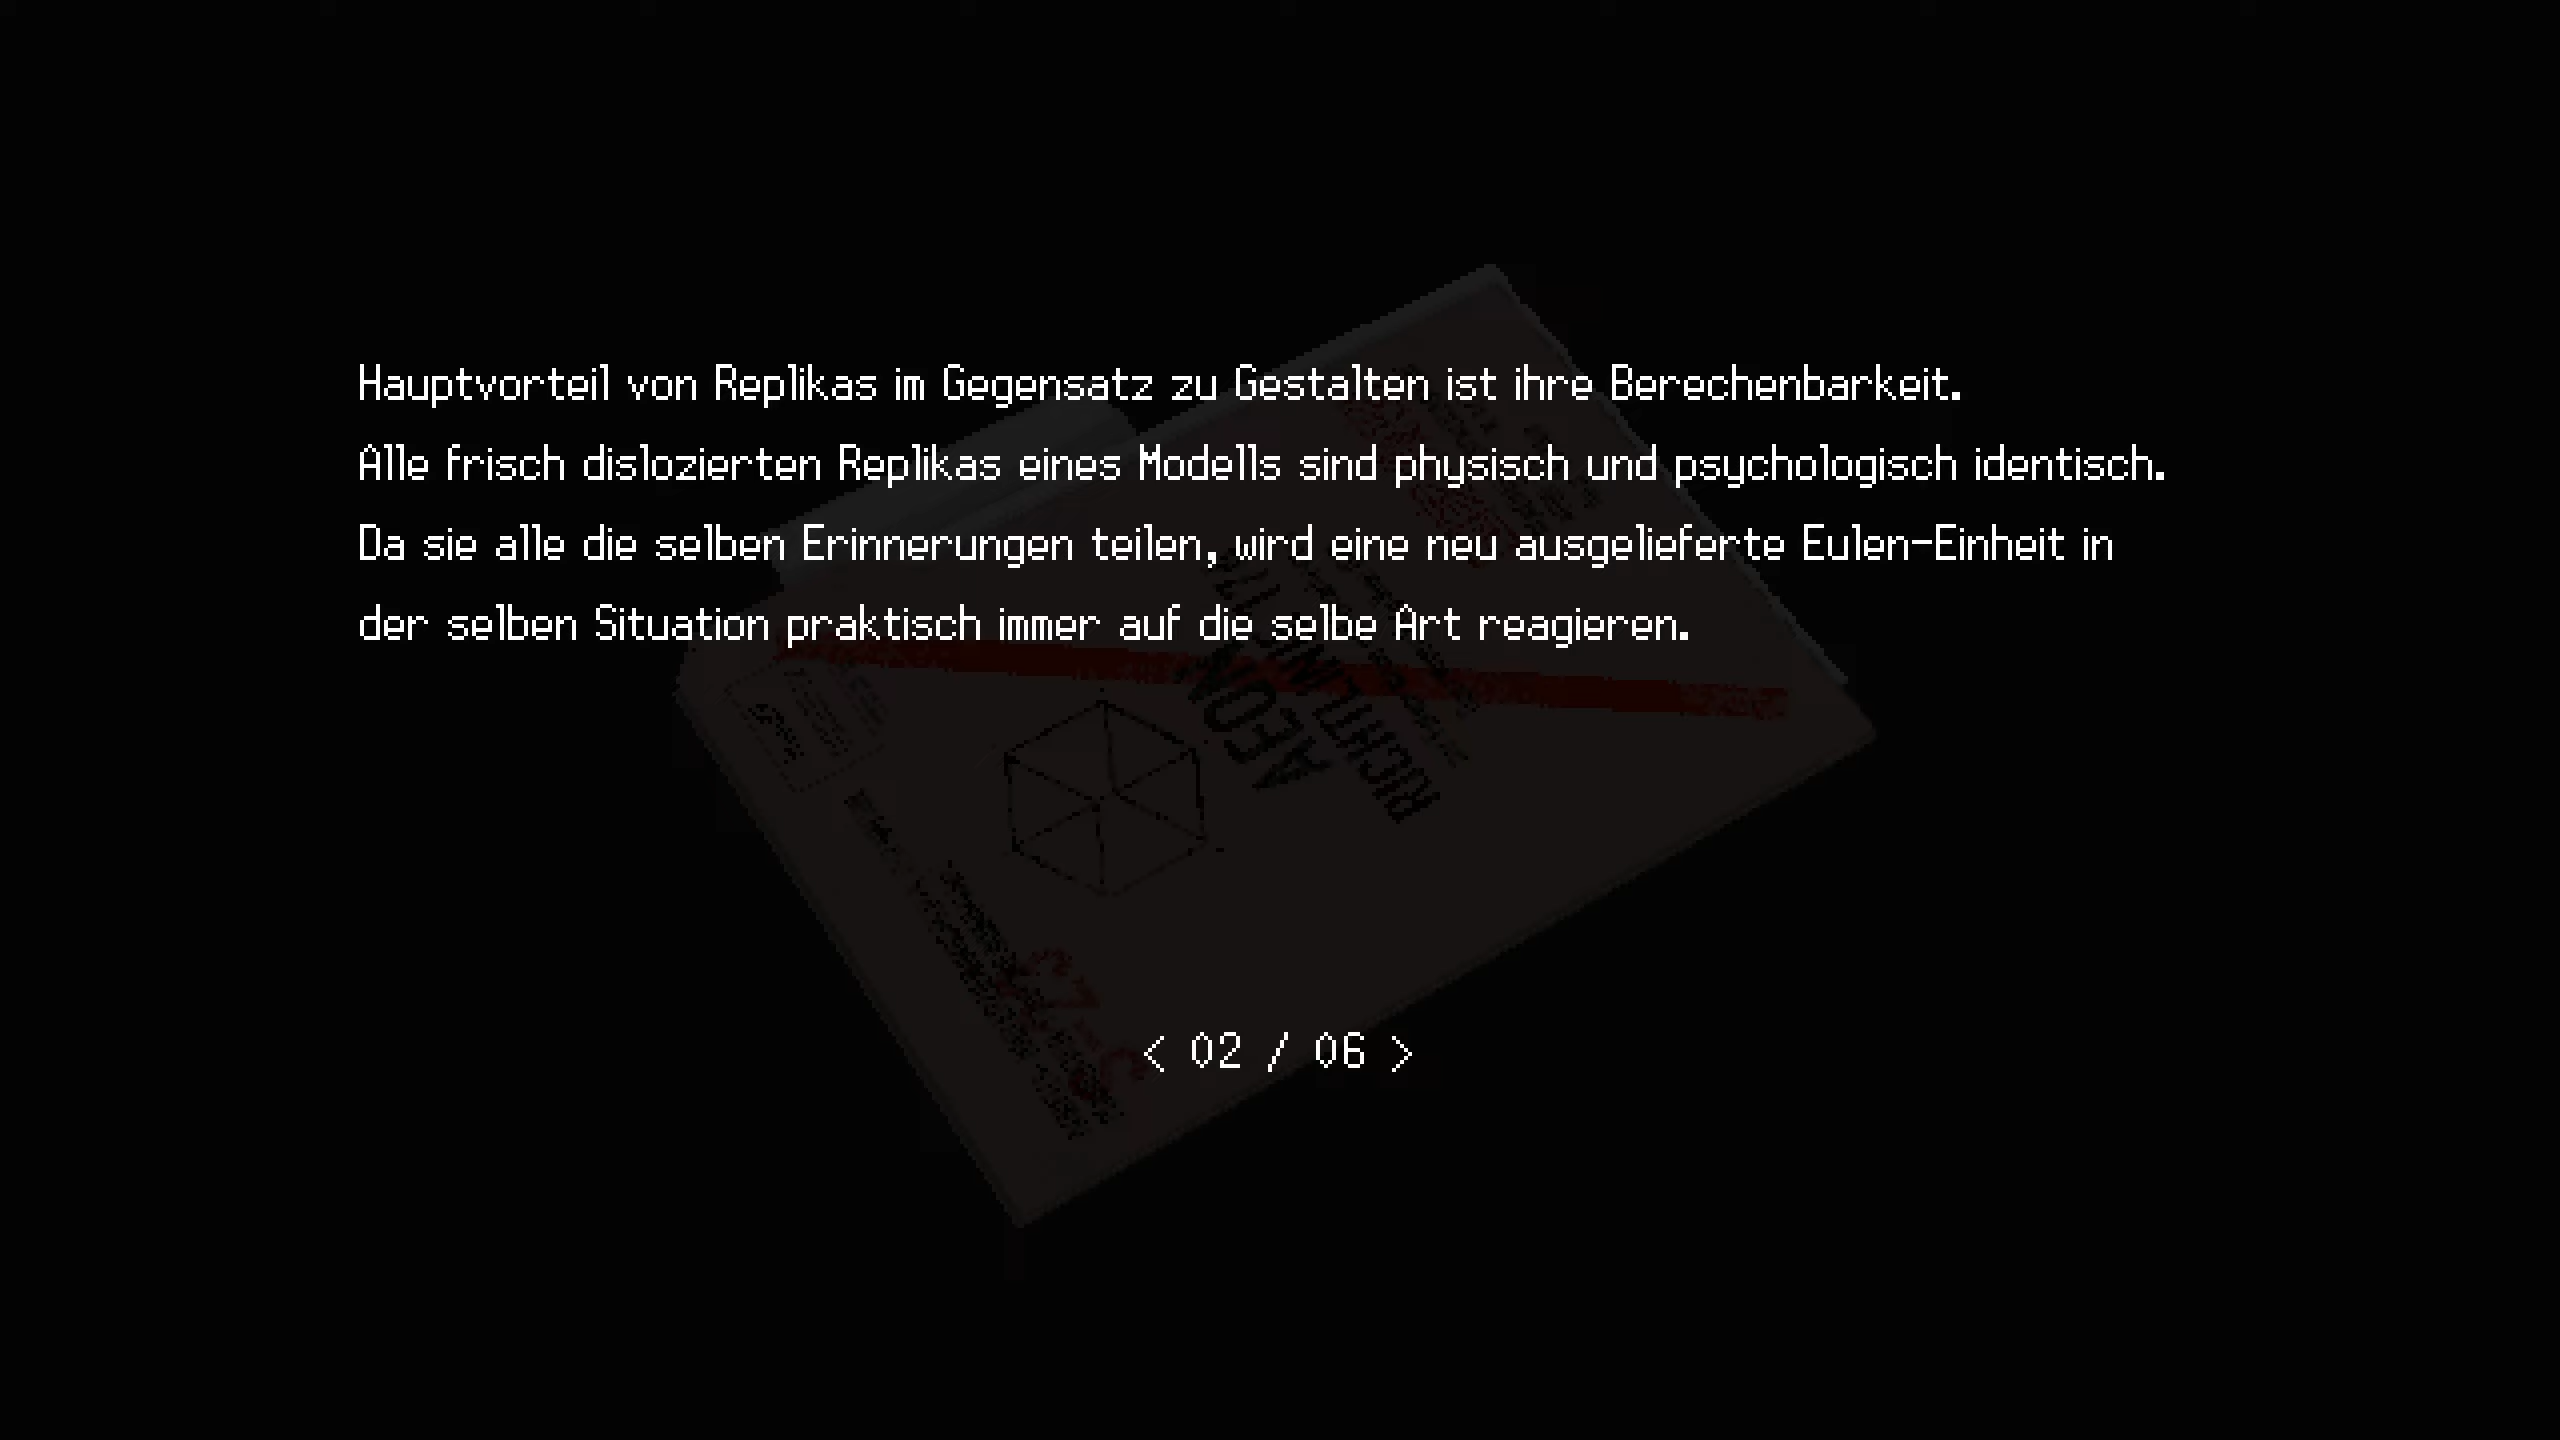 Hauptvorteil von Replikas im Gegensatz zu Gestalten ist ihre Berechenbarkeit.
Alle frisch dislozierten Replikas eines Modells sind physisch und psychologisch identisch.
Da sie alle die selben Erinnerungen teilen, wird eine neu ausgelieferte Eulen-Einheit in
der selben Situation praktisch immer auf die selbe Art reagieren.
AEON
< 02 / 06 >